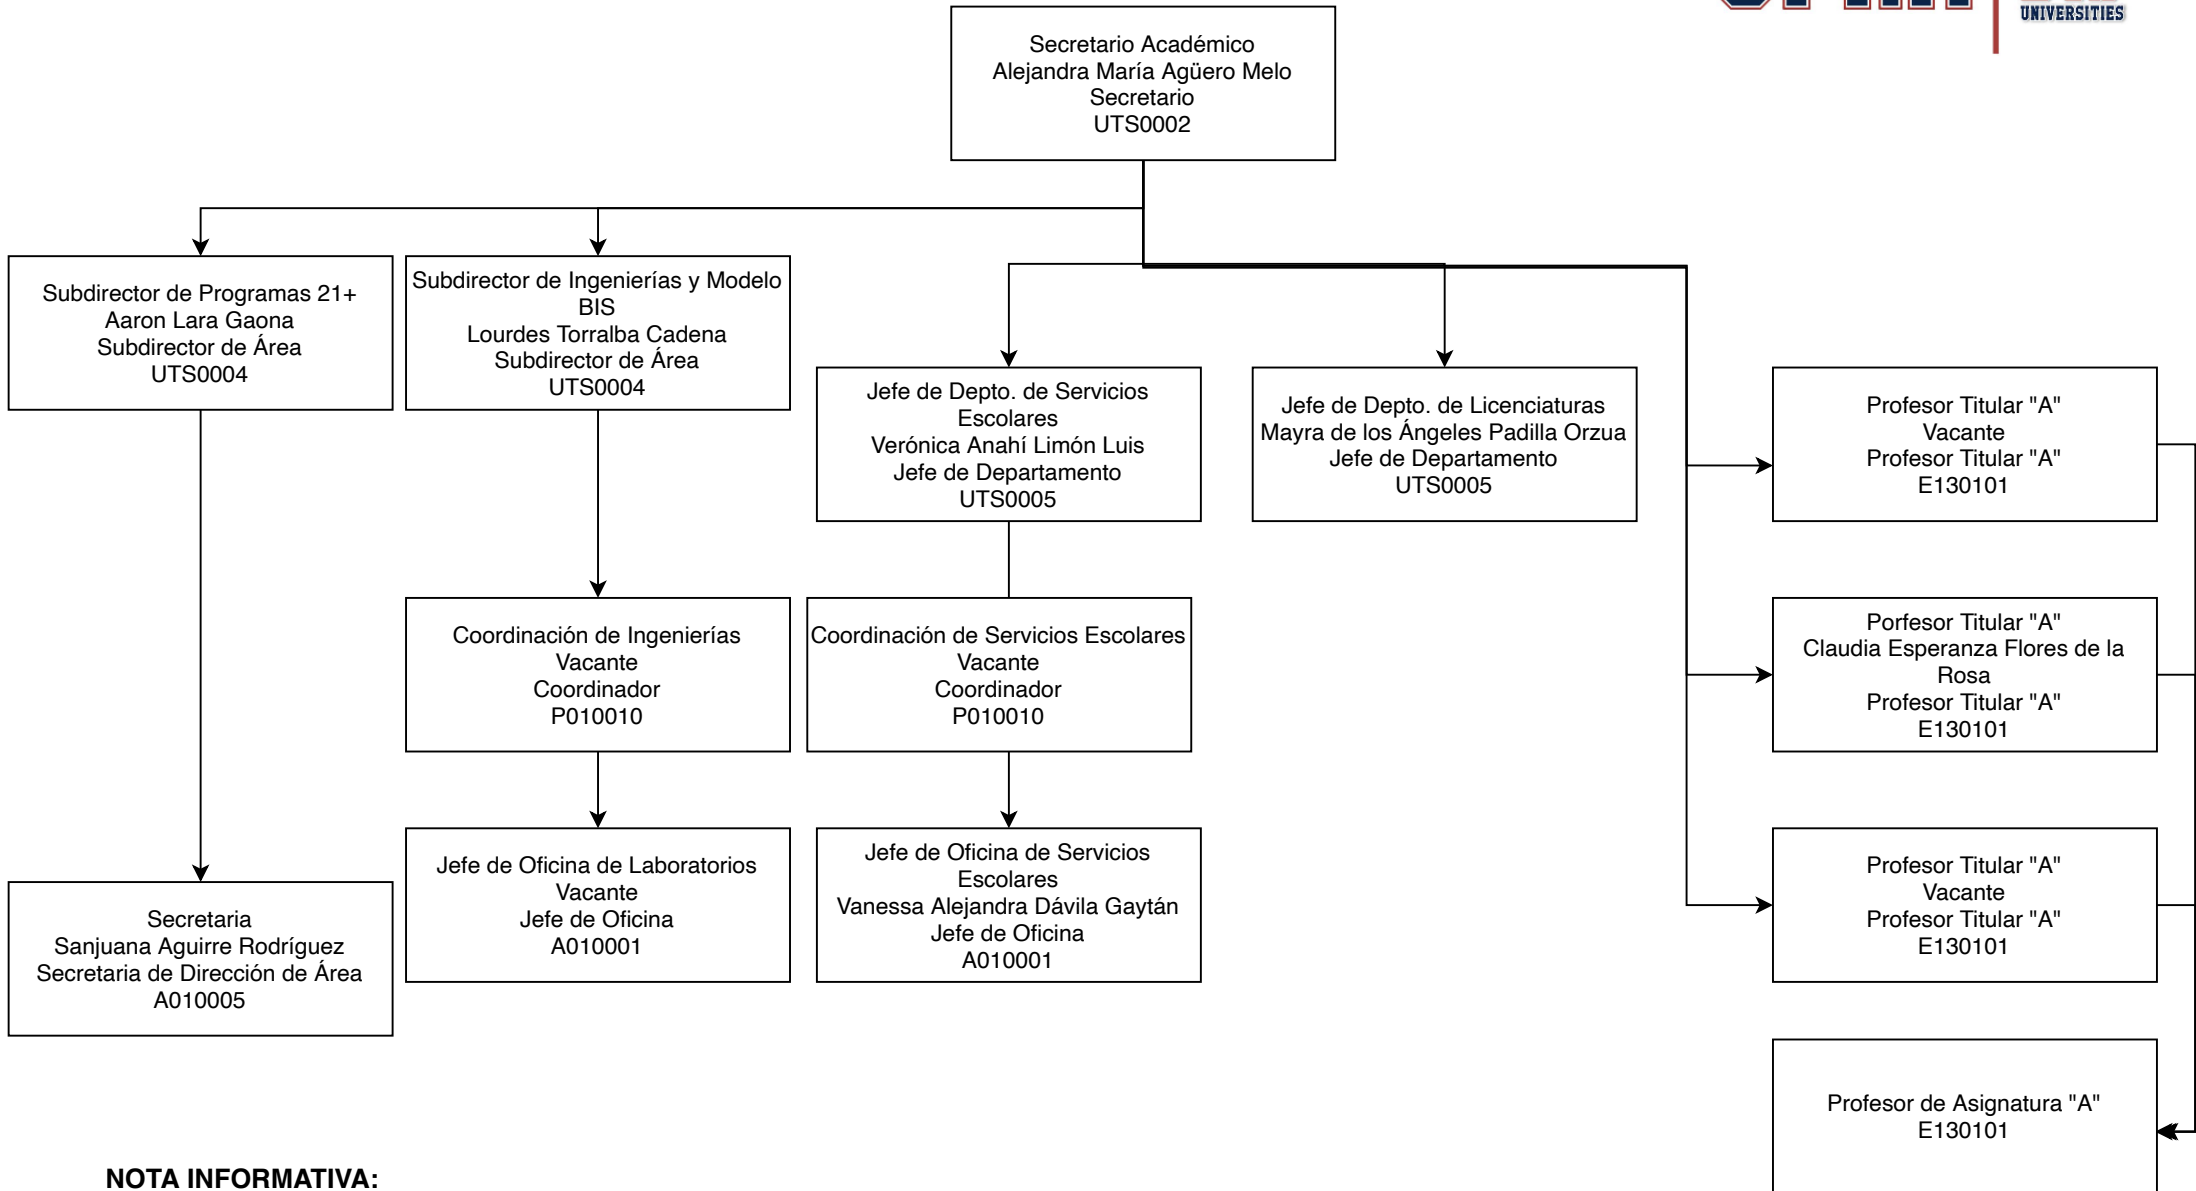 UNIVERSITIES
Secretario Académico
Alejandra María Agüero Melo
Secretario
UTS0002
Subdirector de Programas 21+
Aaron Lara Gaona
Subdirector de Área
UTS0004
Subdirector de Ingenierías y Modelo
BIS
Lourdes Torralba Cadena
Subdirector de Área
UTS0004
Jefe de Depto. de Servicios
Escolares
Verónica Anahí Limón Luis
Jefe de Departamento
UTS0005
Jefe de Depto. de Licenciaturas
Mayra de los Ángeles Padilla Orzua
Jefe de Departamento
UTS0005
Profesor Titular "A"
Vacante
Profesor Titular "A"
E130101
Coordinación de Ingenierías
Vacante
Coordinador
P010010
Coordinación de Servicios Escolares
Vacante
Coordinador
P010010
Porfesor Titular "A"
Claudia Esperanza Flores de la
Rosa
Profesor Titular "A"
E130101
Secretaria
Sanjuana Aguirre Rodríguez
Secretaria de Dirección de Área
A010005
Jefe de Oficina de Laboratorios
Vacante
Jefe de Oficina
A010001
Jefe de Oficina de Servicios
Escolares
Vanessa Alejandra Dávila Gaytán
Jefe de Oficina
A010001
Profesor Titular "A"
Vacante
Profesor Titular "A"
E130101
Profesor de Asignatura "A"
E130101
NOTA INFORMATIVA: